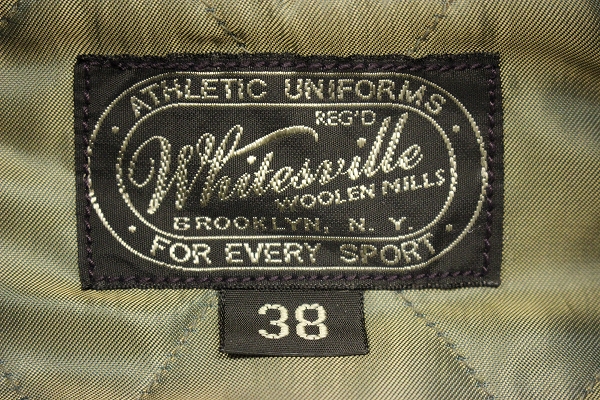 ATHLETIC UNIFORMS
REG'D
Whitesville
WOOLEN MILLS
BROOKLYN, N. Y.
FOR EVERY SPORT
38